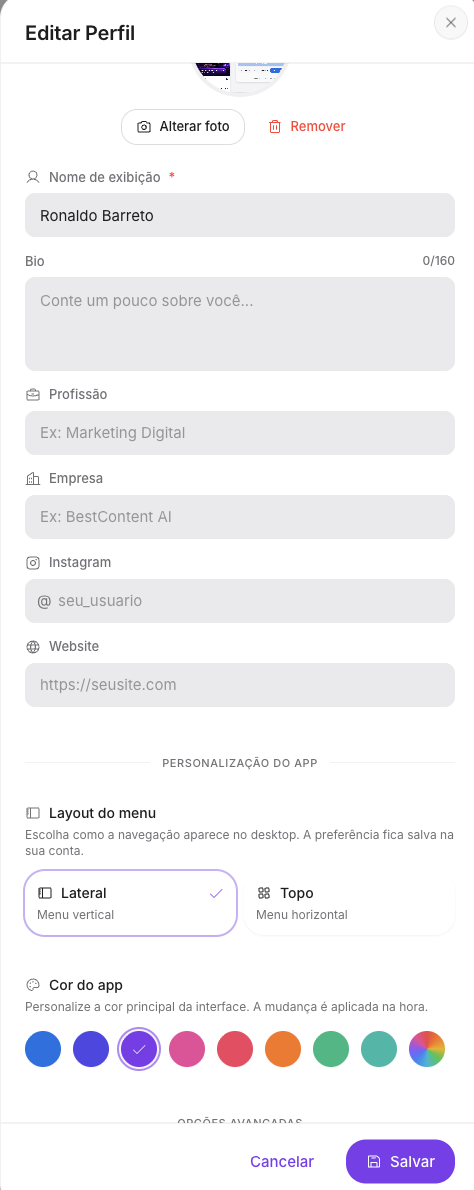 Editar Perfil
Alterar foto
Remover
Nome de exibição *
Ronaldo Barreto
Bio
0/160
Conte um pouco sobre você...
Profissão
Ex: Marketing Digital
Empresa
Ex: BestContent AI
Instagram
@ seu_usuario
Website
https://seusite.com
PERSONALIZAÇÃO DO APP
Layout do menu
Escolha como a navegação aparece no desktop. A preferência fica salva na
sua conta.
Lateral
Menu vertical
Topo
Menu horizontal
Cor do app
Personalize a cor principal da interface. A mudança é aplicada na hora.
OPÇÕES AVANÇADAS
Cancelar
Salvar